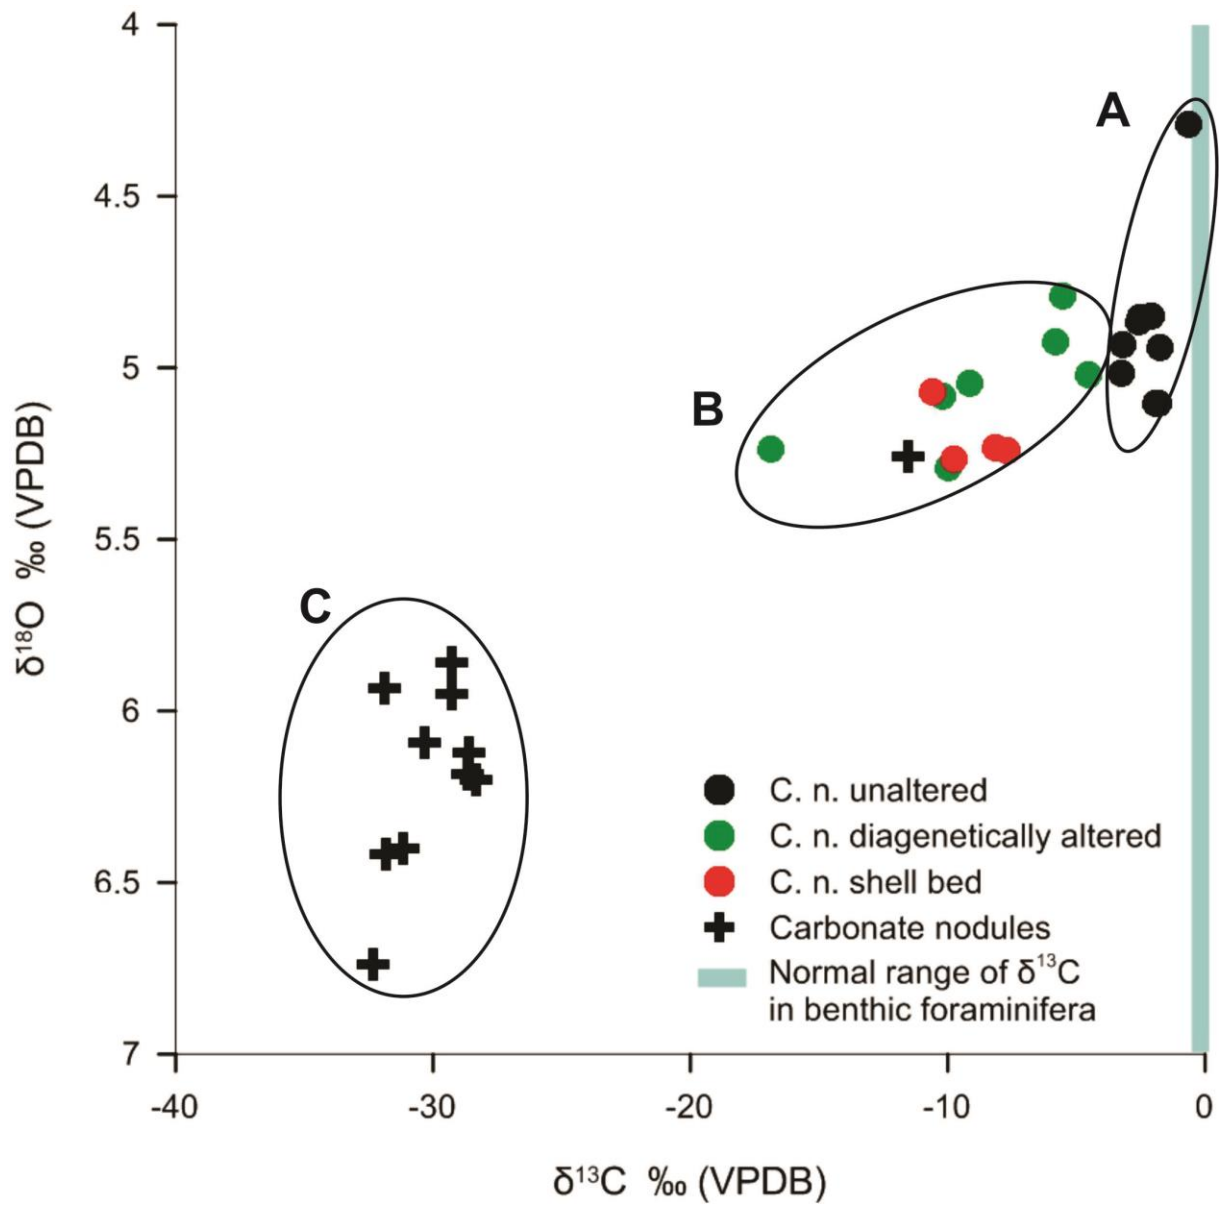 4
4.5
5
5.5
6
6.5
7
δ¹⁸O ‰ (VPDB)
A
B
C
C. n. unaltered
C. n. diagenetically altered
C. n. shell bed
Carbonate nodules
Normal range of δ¹³C
in benthic foraminifera
-40
-30
-20
-10
0
δ¹³C ‰ (VPDB)